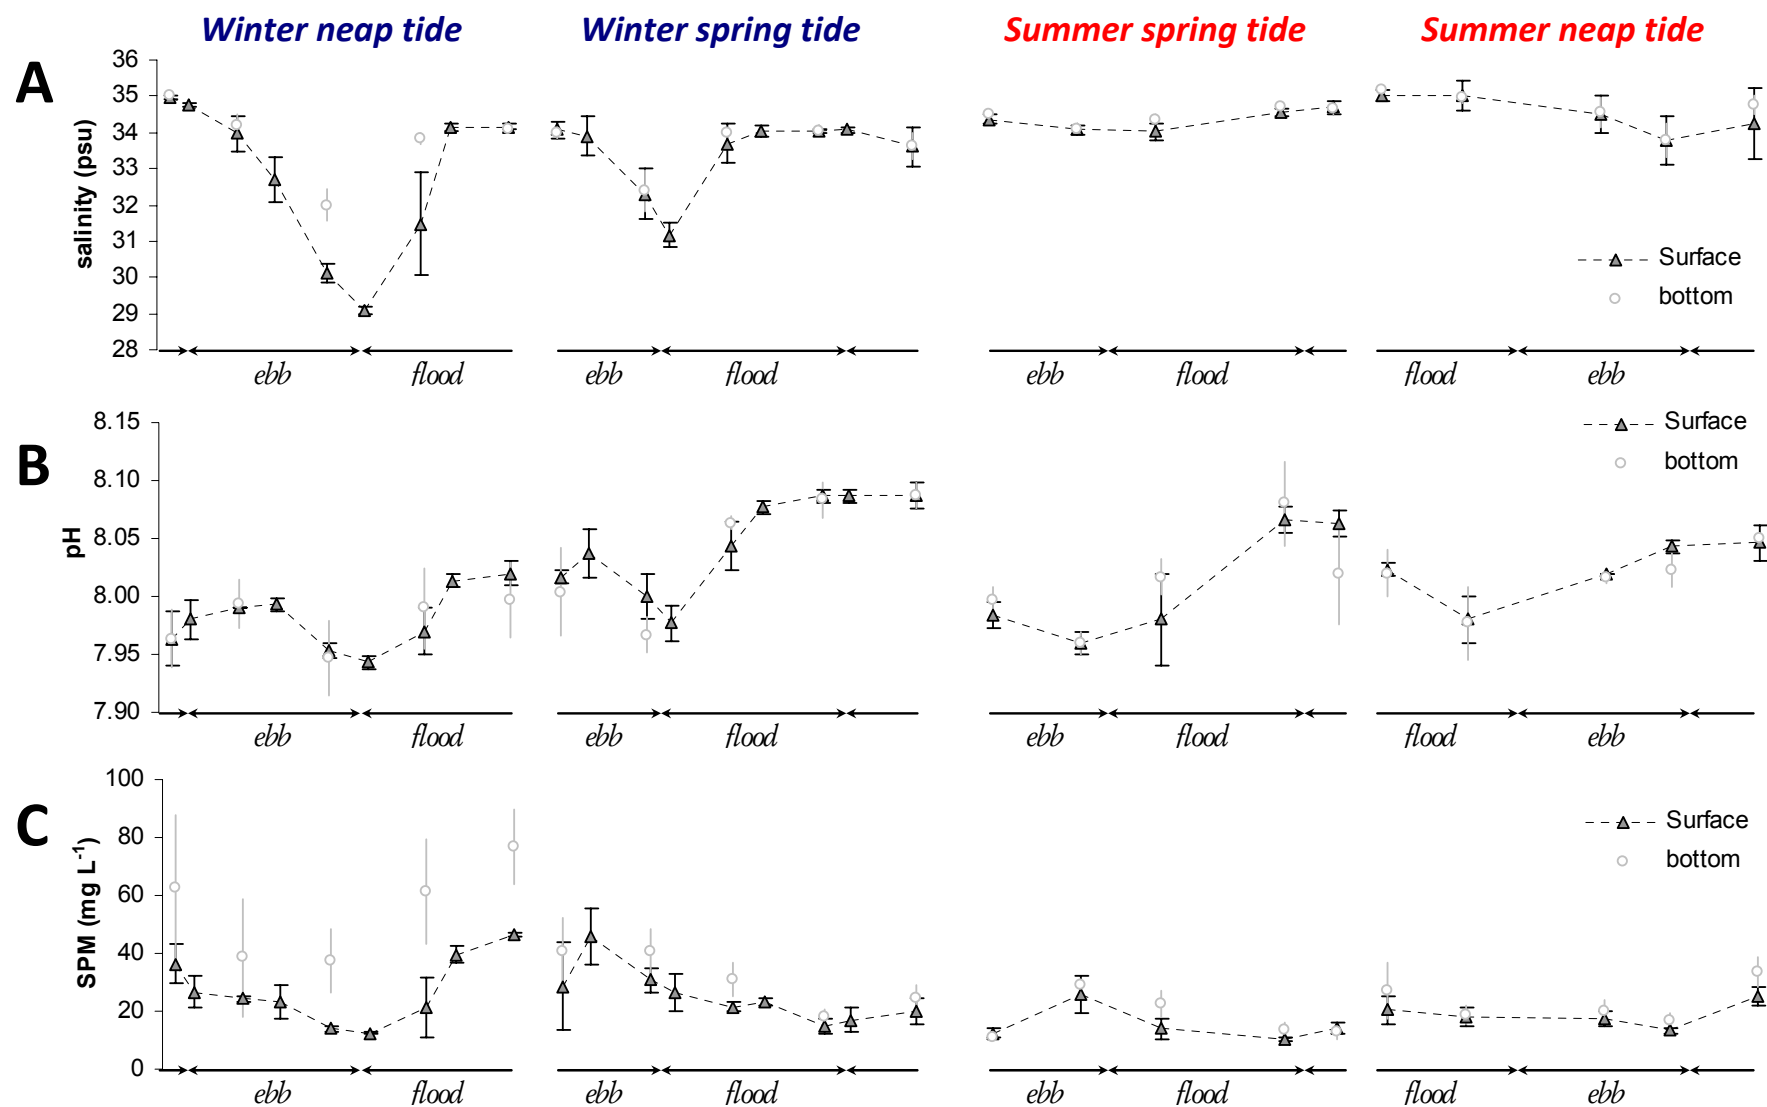 Winter neap tide Winter spring tide Summer spring tide Summer neap tide
A
salinity (psu)
36
35
34
33
32
31
30
29
28
Surface
bottom
ebb flood ebb flood ebb flood flood ebb
B
pH
8.15
8.10
8.05
8.00
7.95
7.90
Surface
bottom
ebb flood ebb flood ebb flood flood ebb
C
SPM (mg L⁻¹)
100
80
60
40
20
0
Surface
bottom
ebb flood ebb flood ebb flood flood ebb